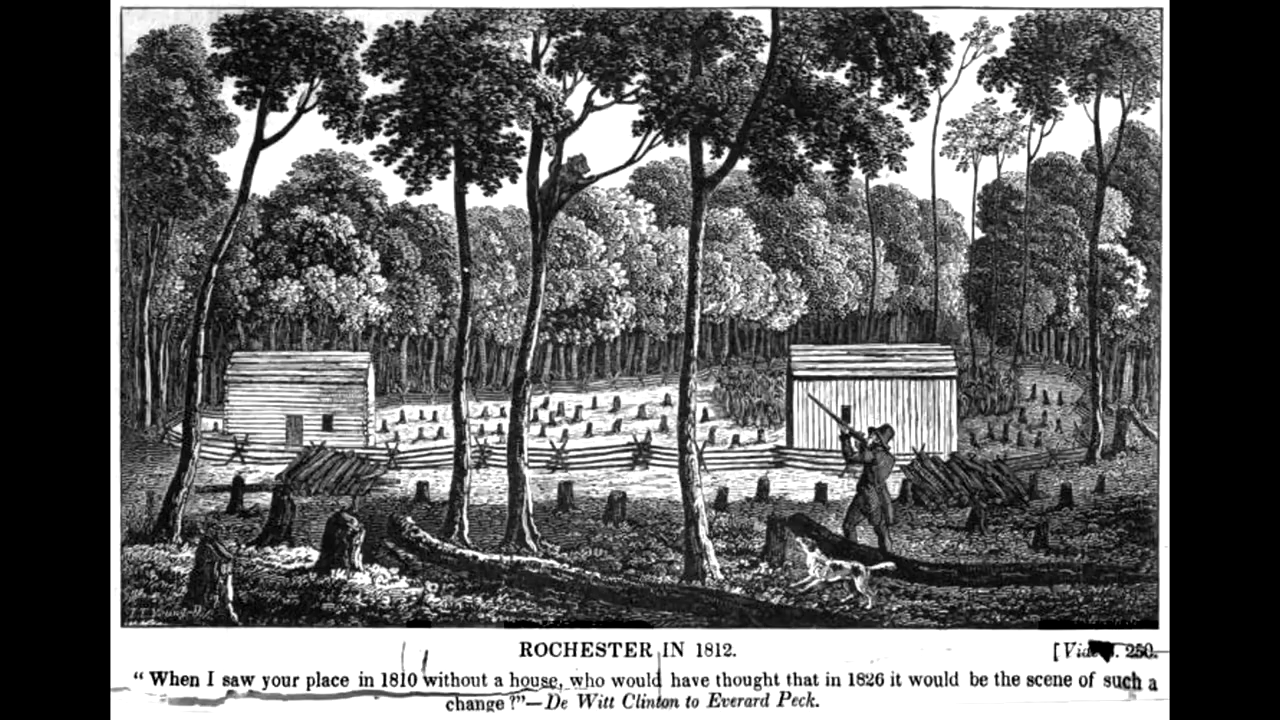 ROCHESTER IN 1812.
250.
“ When I saw your place in 1810 without a house, who would have thought that in 1826 it would be the scene of such a
change?”—De Witt Clinton to Everard Peck.